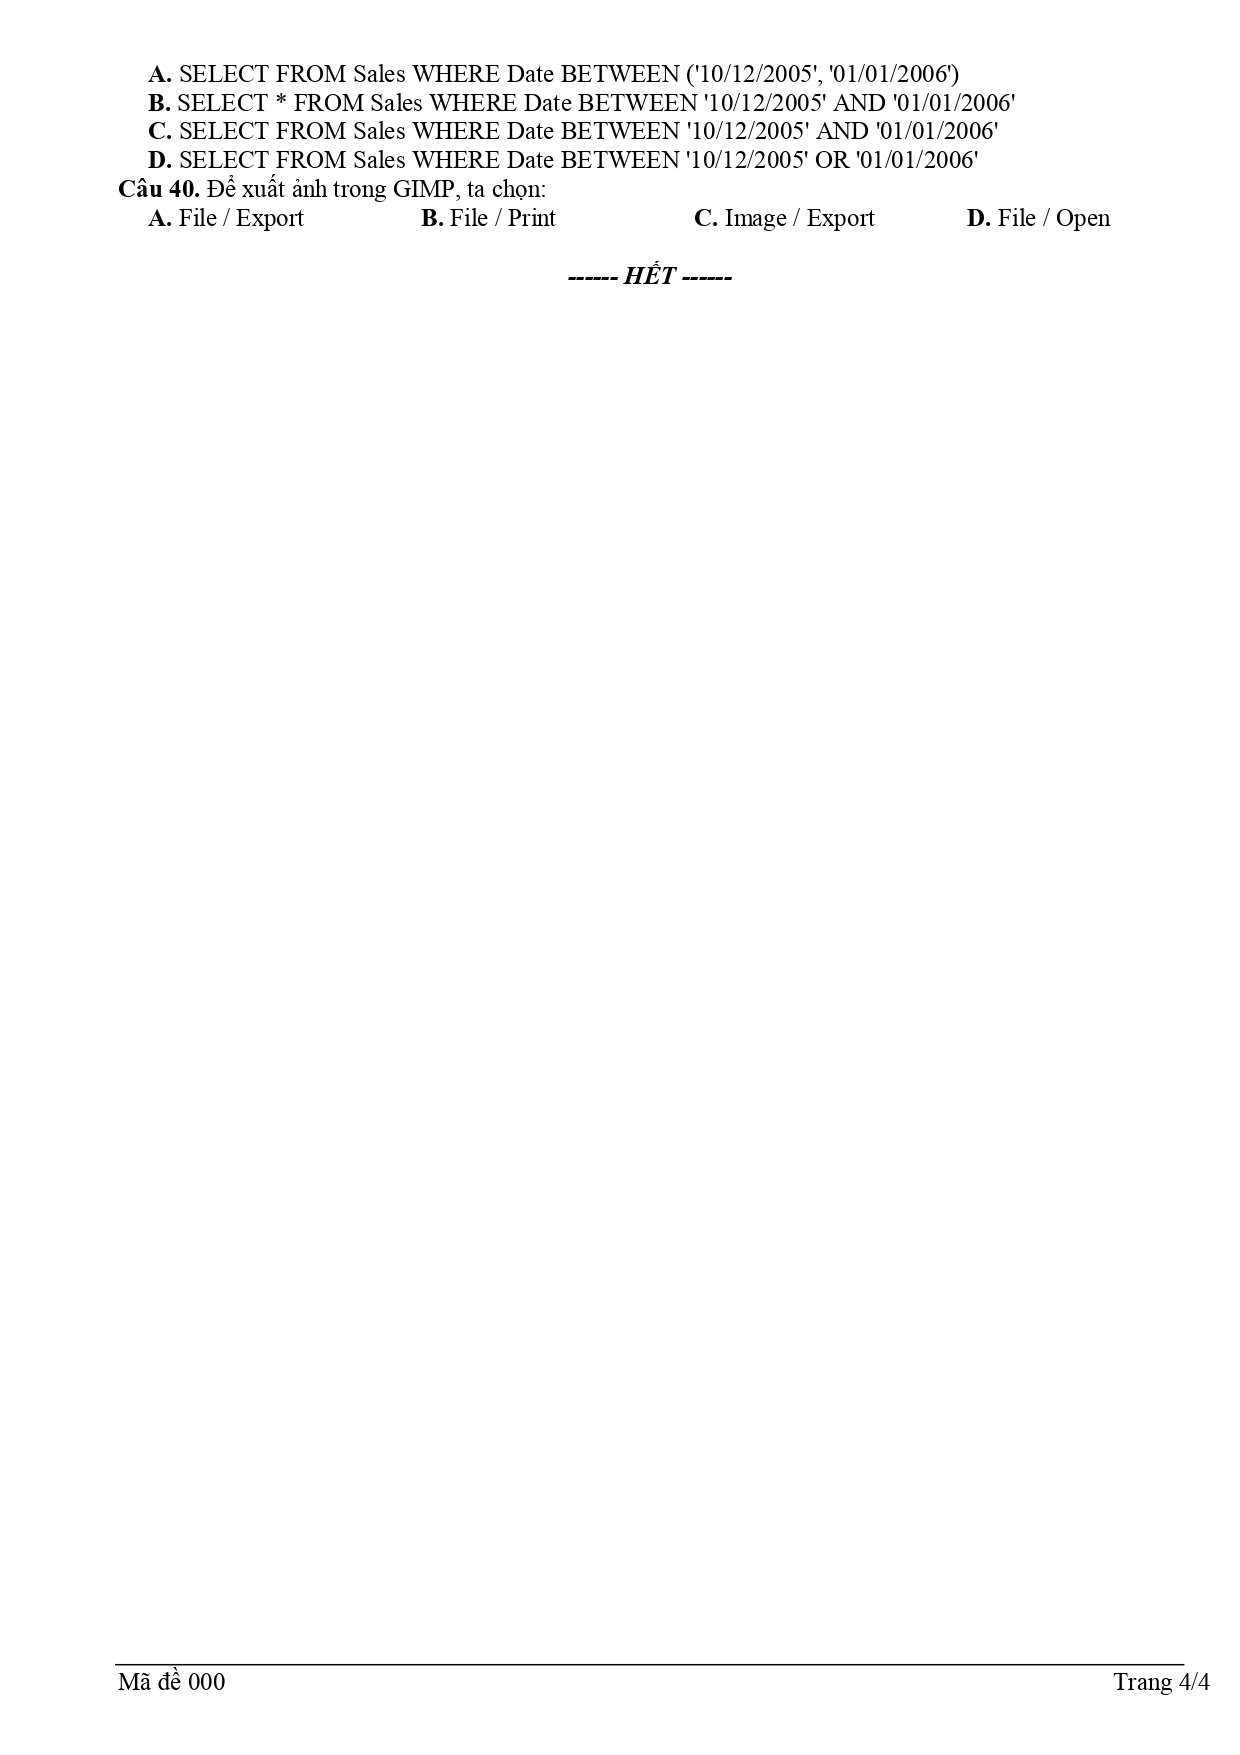 A. SELECT FROM Sales WHERE Date BETWEEN ('10/12/2005', '01/01/2006')
B. SELECT * FROM Sales WHERE Date BETWEEN '10/12/2005' AND '01/01/2006'
C. SELECT FROM Sales WHERE Date BETWEEN '10/12/2005' AND '01/01/2006'
D. SELECT FROM Sales WHERE Date BETWEEN '10/12/2005' OR '01/01/2006'
Câu 40. Để xuất ảnh trong GIMP, ta chọn:
A. File / Export B. File / Print C. Image / Export D. File / Open
------ HẾT ------
Mã đề 000 Trang 4/4